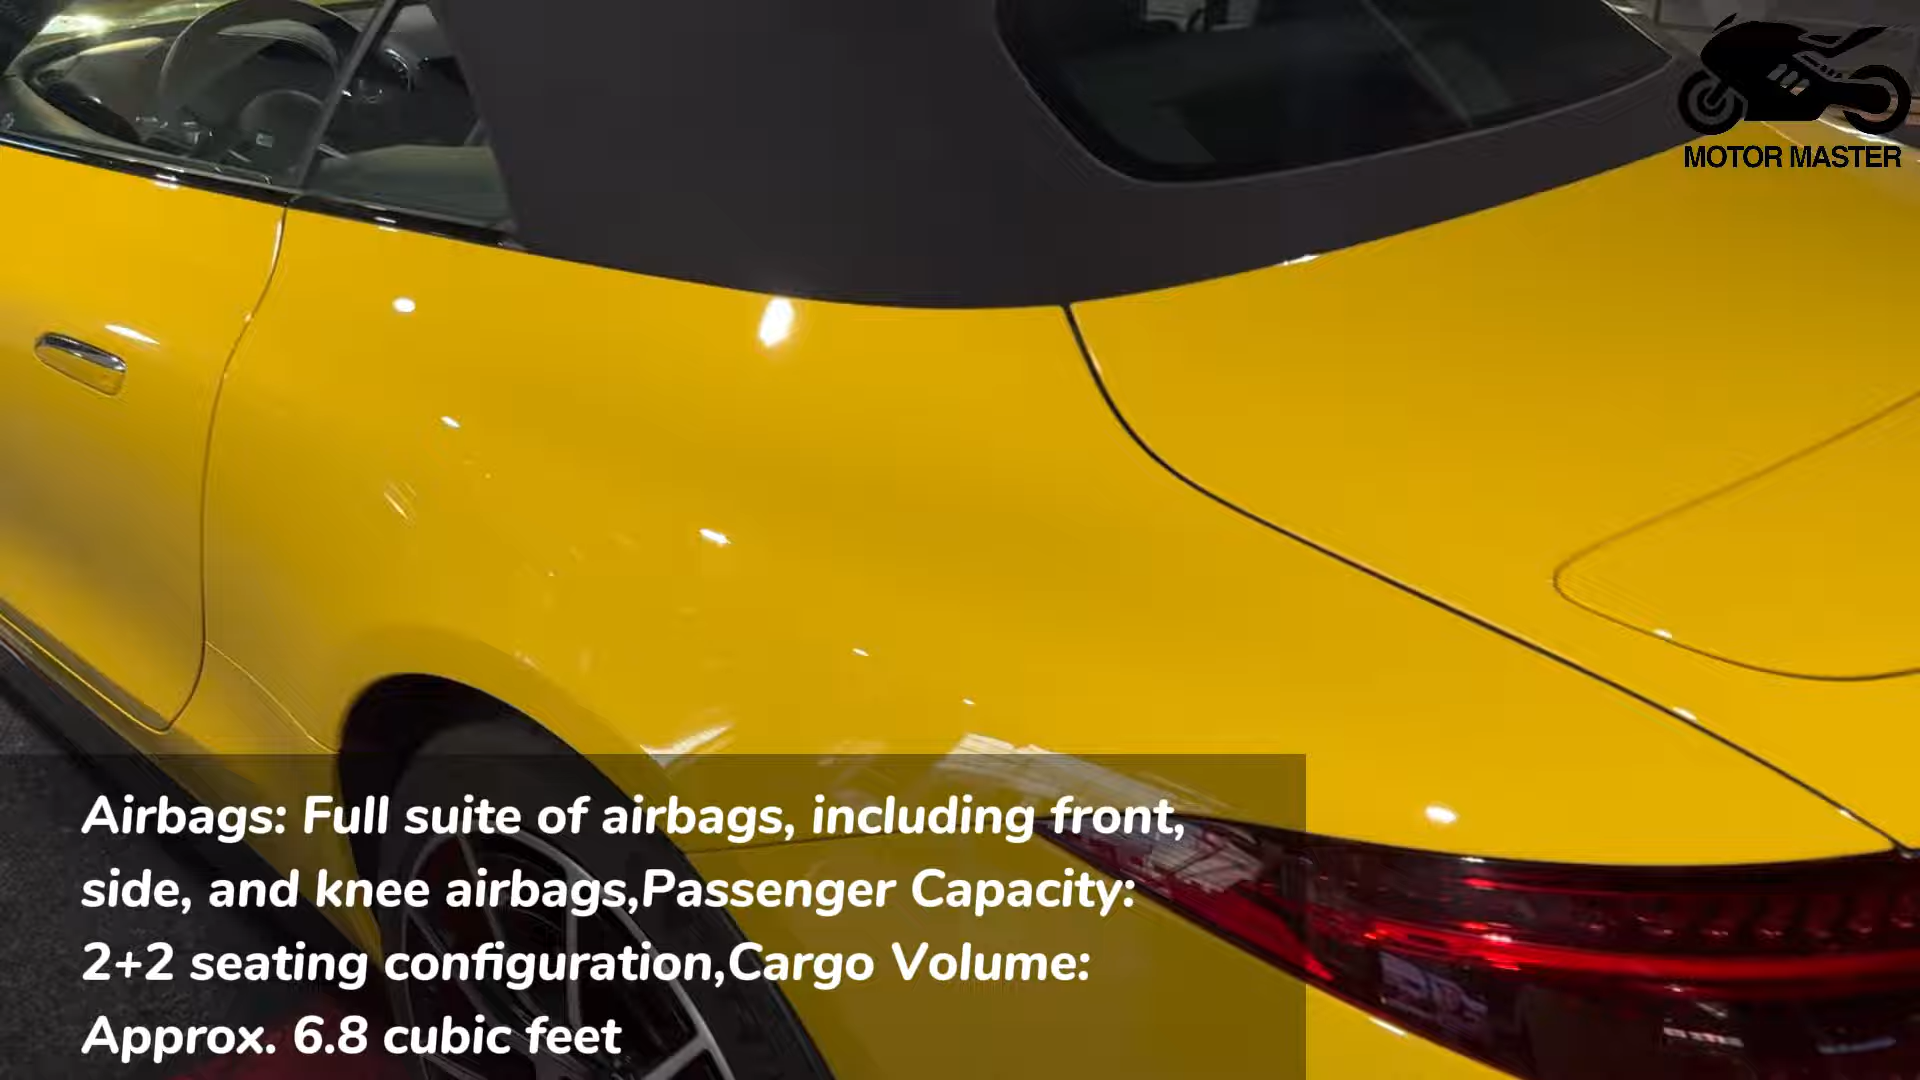 MOTOR MASTER
Airbags: Full suite of airbags, including front,
side, and knee airbags,Passenger Capacity:
2+2 seating configuration,Cargo Volume:
Approx. 6.8 cubic feet